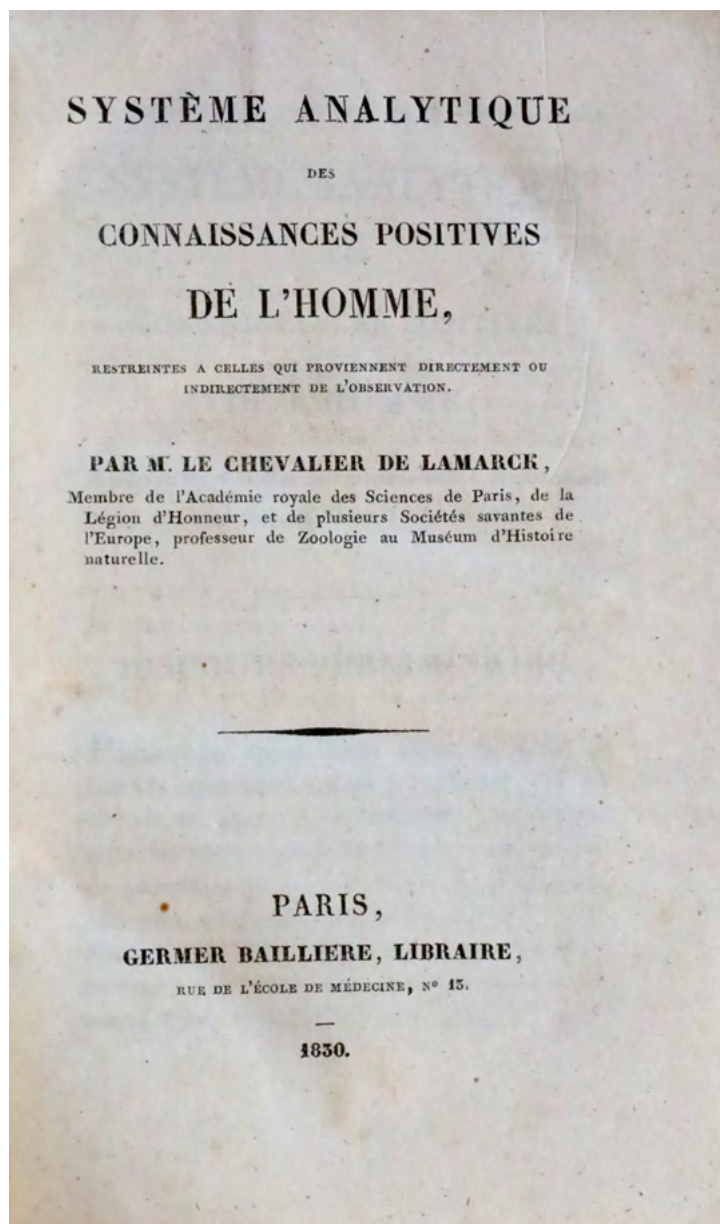 SYSTÈME ANALYTIQUE
DES
CONNAISSANCES POSITIVES
DE L'HOMME,
RESTREINTES A CELLES QUI PROVIENNENT DIRECTEMENT OU
INDIRECTEMENT DE L'OBSERVATION.
PAR M. LE CHEVALIER DE LAMARCK,
Membre de l'Académie royale des Sciences de Paris, de la
Légion d'Honneur, et de plusieurs Sociétés savantes de
l'Europe, professeur de Zoologie au Muséum d'Histoire
naturelle.
PARIS,
GERMER BAILLIERE, LIBRAIRE,
RUE DE L'ÉCOLE DE MÉDECINE, N° 13.
1830.